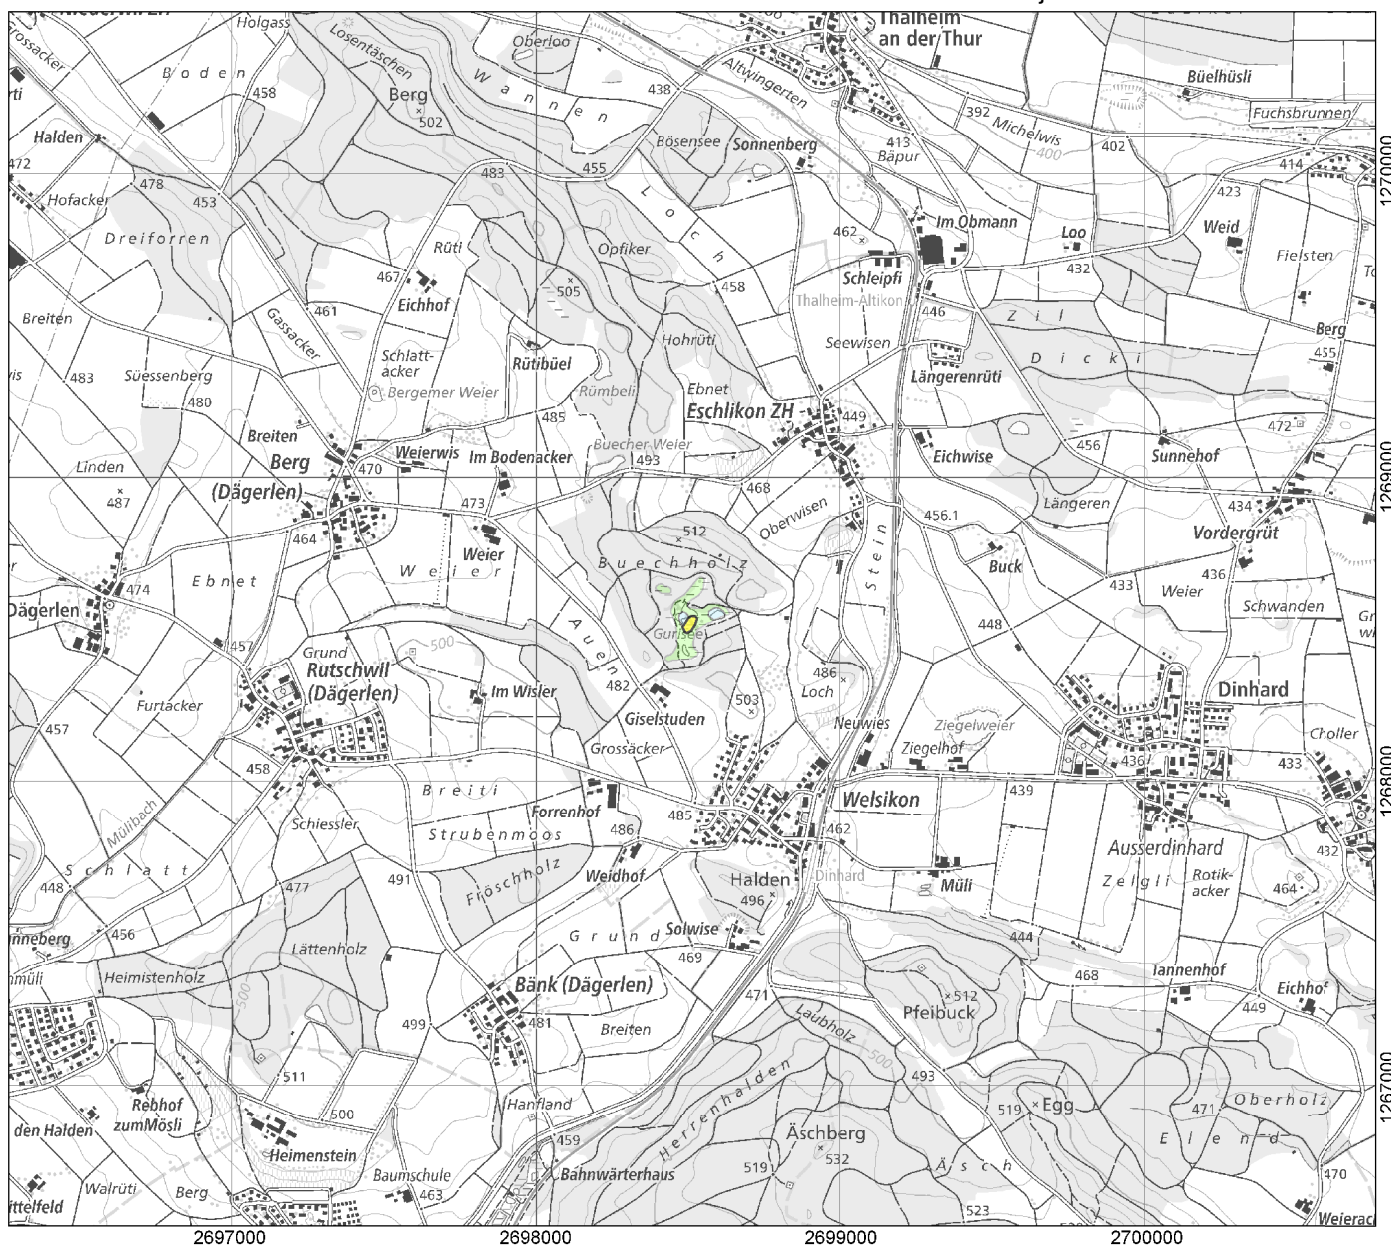 Holgass
Losentäschen
Oberloo
Thalheim
an der Thur
Boden
Wannen
Altwingerten
Büelhüsli
458
Berg
502
438
392
Michelwis
Fuchsbrunnen
Halden
Bösensee
Sonnenberg
413
Bäpur
400
402
414
472
478
453
483
455
1270000
Hofacker
Dreiforren
Rüti
Loch
Opfiker
462
Im Obmann
Loo
423
Weid
467
Eichhof
505
458
Schleipfi
432
Fielsten
Thalheim-Altikon
446
Breiten
461
Gassacker
Hohrüti
Zil
Seewisen
Dicki
Berg
455
Schlatt-
acker
Rütibüel
483
Süessenberg
Bergemer Weier
Rümbeli
Ebnet
Längerenrüti
480
485
Eschlikon ZH
449
472
Breiten
Berg
(Dägerlen)
470
Weierwis
Im Bodenacker
Buecher Weier
493
Eichwise
456
Sunnehof
Linden
487
473
468
1269000
Oberwisen
456.1
Längeren
434
464
Weier
512
Vordergrüt
Buechholz
Stein
Buck
474
Ebnet
Weier
433
Weier
436
Schwanden
Dägerlen
Gurisee
448
457
Grund
500
Auen
Rutschwil
(Dägerlen)
Im Wisler
482
486
Loch
Dinhard
Furtacker
Giselstuden
503
Neuwies
Ziegelweier
457
Grossacker
Ziegelhof
Choller
458
436
433
1268000
Breiti
Forrenhof
485
Welsikon
439
Mülibach
Schiessler
Strubenmoos
486
462
Ausserdinhard
432
Schlatt
Weidhof
Halden
Dinhard
Müli
Zelgli
Rotik-
acker
464
448
477
491
Fröschholz
496
456
Lättenholz
Grund
Solwise
444
Heimistenholz
469
468
Eichhof
500
Bänk (Dägerlen)
471
512
Pfeibuck
449
499
481
Breiten
Laubholz
500
511
493
1267000
Rebhof
zum Mösli
500
Hanfland
Herrenhalden
519
Egg
471
Oberholz
den Halden
Heimenstein
459
Äschberg
532
Elend
Bahnwärterhaus
519
Äsch
470
Walrüti
Berg
Baumschule
463
523
2697000
2698000
2699000
2700000